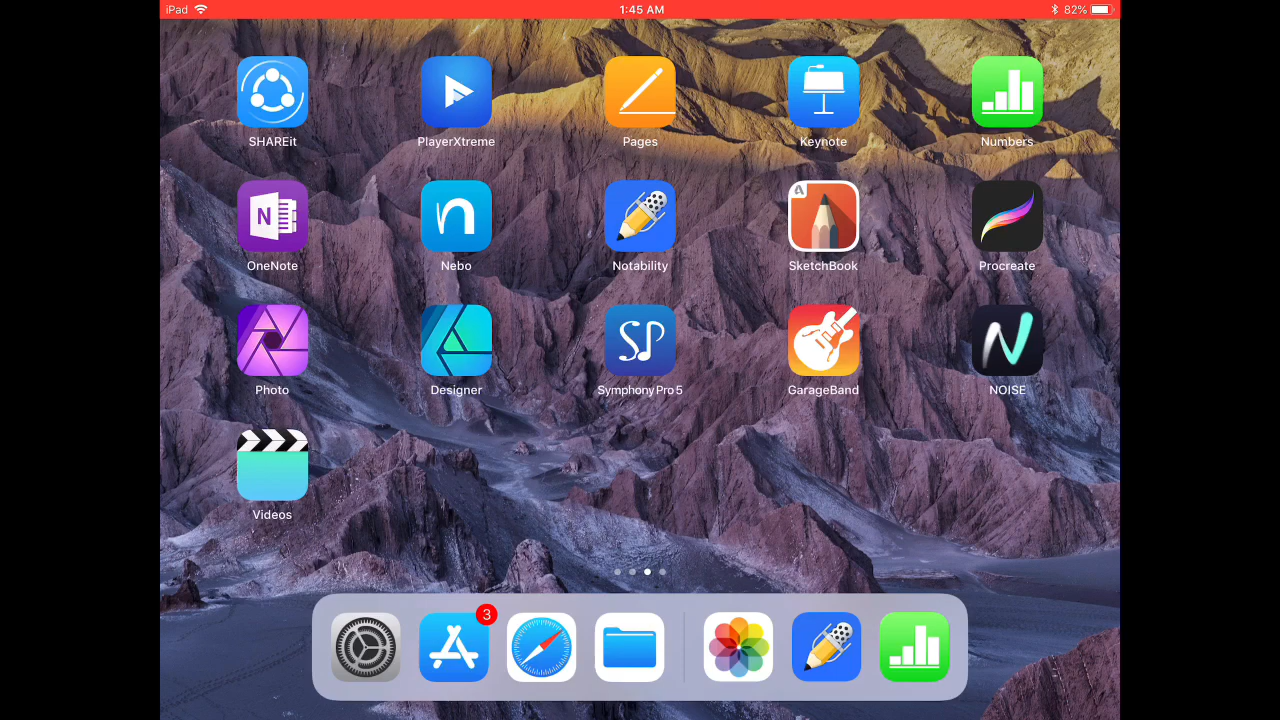 iPad 1:45 AM 82%
SHAREit PlayerXtreme Pages Keynote Numbers
N
OneNote Nebo Notability SketchBook Procreate
SP N
Photo Designer Symphony Pro 5 GarageBand NOISE
Videos
3